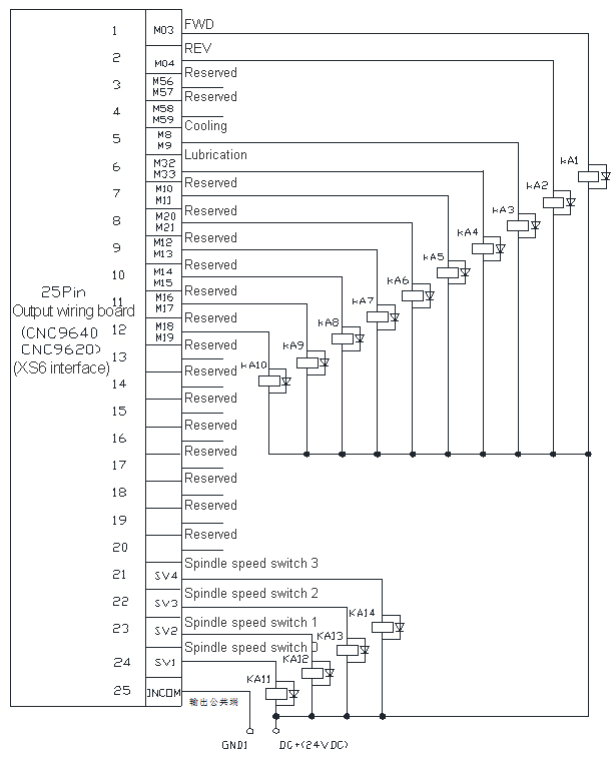 1 M03 FWD
2 M04 REV
3 M56 M57 Reserved
4 M58 M59 Reserved
5 M8 M9 Cooling
6 M32 M33 Lubrication
7 M10 M11 Reserved
8 M20 M21 Reserved
9 M12 M13 Reserved
10 M14 M15 Reserved
11 M16 M17 Reserved
12 M18 M19 Reserved
13 Reserved
14 Reserved
15 Reserved
16 Reserved
17 Reserved
18 Reserved
19 Reserved
20 Reserved
21 SV4 Spindle speed switch 3
22 SV3 Spindle speed switch 2
23 SV2 Spindle speed switch 1
24 SV1 Spindle speed switch 0
25 INCOM 输出公共端
25Pin
Output wiring board
(CNC9640
CNC9620)
(XS6 interface)
kA1
kA2
kA3
kA4
kA5
kA6
kA7
kA8
kA9
kA10
KA14
KA13
KA12
KA11
GND1 DC+(24VDC)